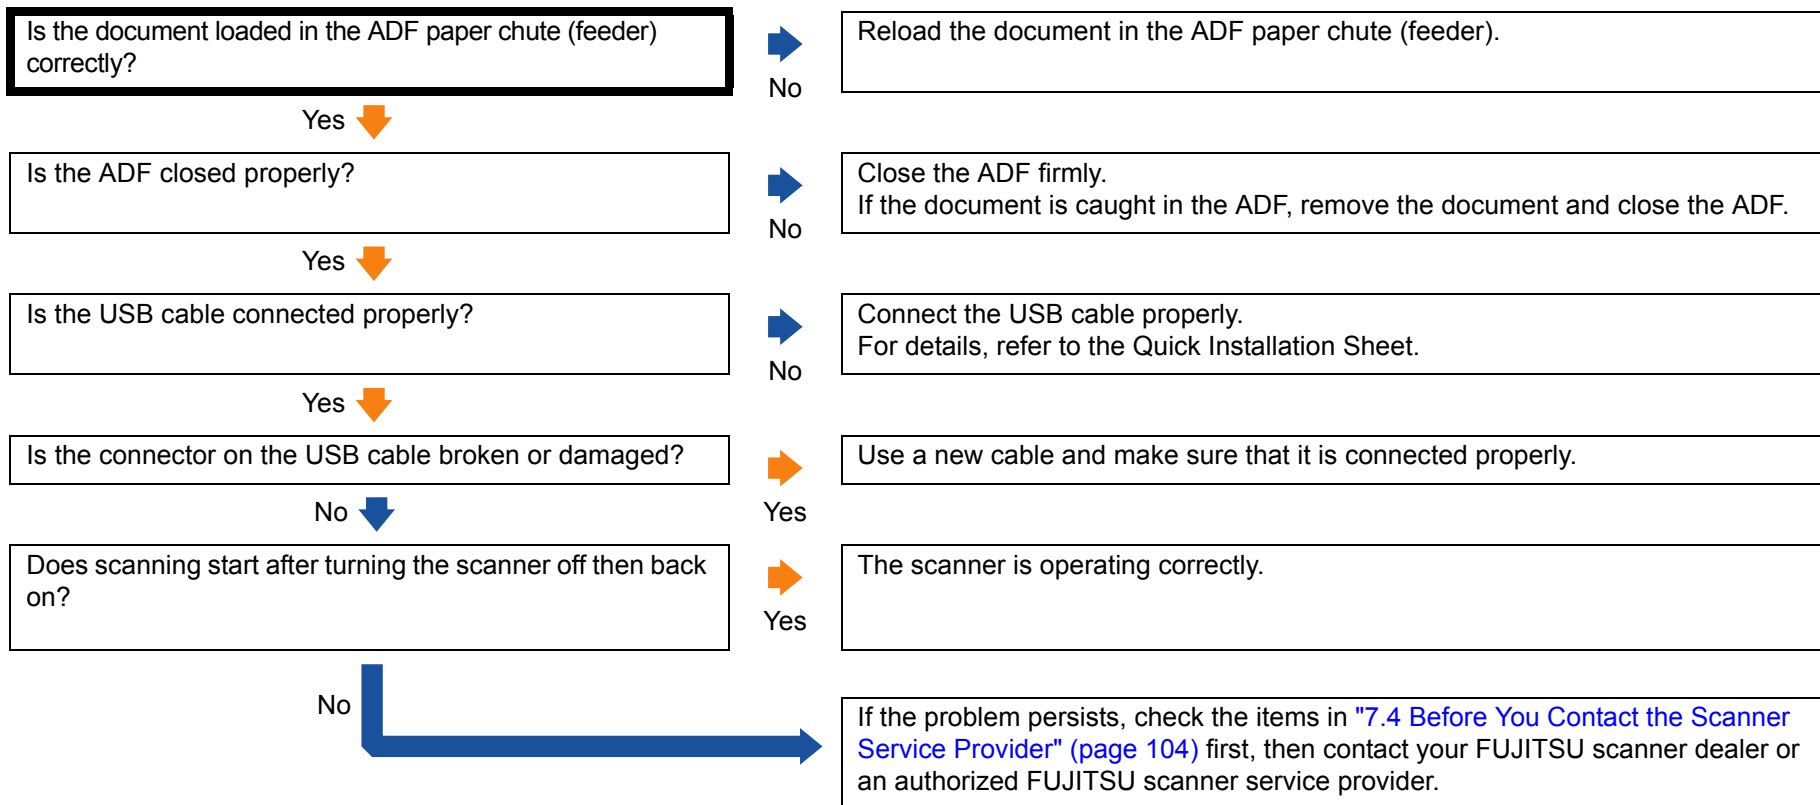 Is the document loaded in the ADF paper chute (feeder)
correctly?
No
Reload the document in the ADF paper chute (feeder).
Yes
Is the ADF closed properly?
No
Close the ADF firmly.
If the document is caught in the ADF, remove the document and close the ADF.
Yes
Is the USB cable connected properly?
No
Connect the USB cable properly.
For details, refer to the Quick Installation Sheet.
Yes
Is the connector on the USB cable broken or damaged?
Yes
Use a new cable and make sure that it is connected properly.
No
Does scanning start after turning the scanner off then back
on?
Yes
The scanner is operating correctly.
No
If the problem persists, check the items in "7.4 Before You Contact the Scanner
Service Provider" (page 104) first, then contact your FUJITSU scanner dealer or
an authorized FUJITSU scanner service provider.